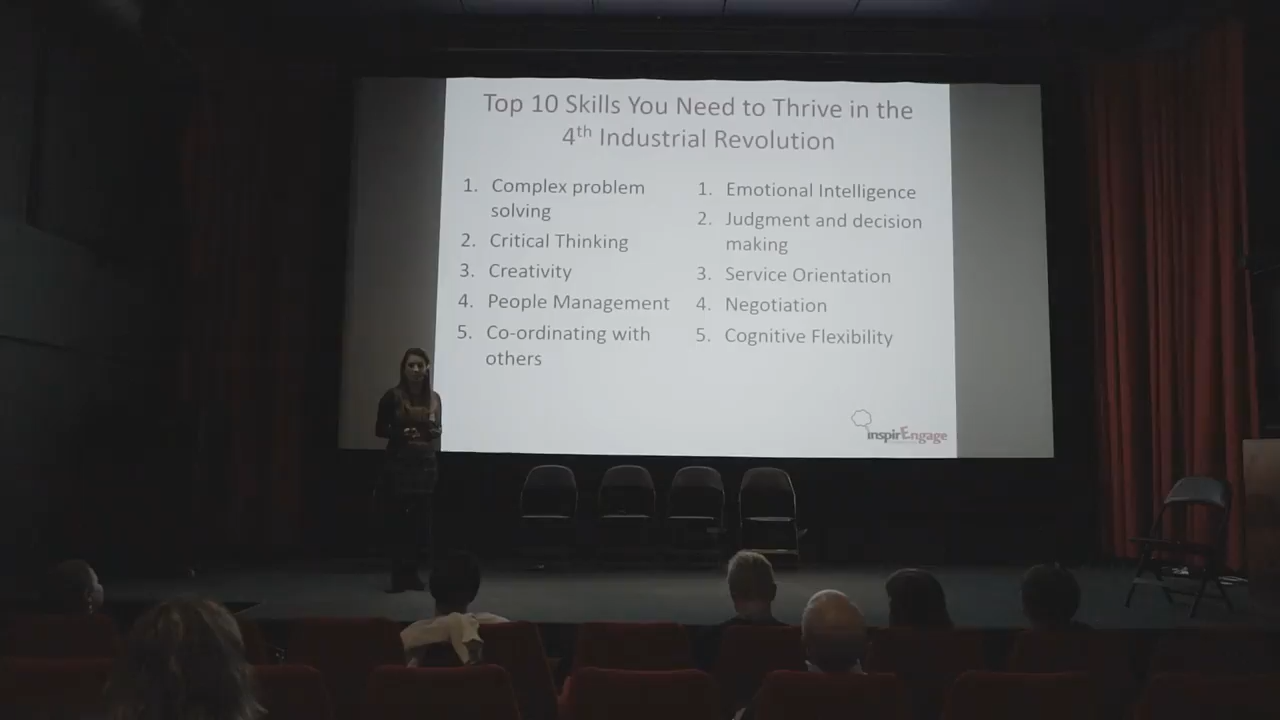 Top 10 Skills You Need to Thrive in the
4th Industrial Revolution
1. Complex problem
solving
2. Critical Thinking
3. Creativity
4. People Management
5. Co-ordinating with
others
1. Emotional Intelligence
2. Judgment and decision
making
3. Service Orientation
4. Negotiation
5. Cognitive Flexibility
inspirEngage